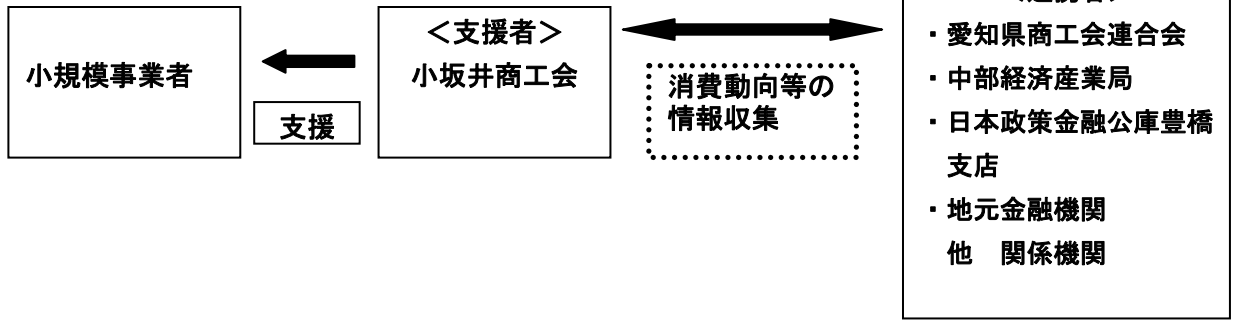 小規模事業者
支援
＜支援者＞
小坂井商工会
消費動向等の
情報収集
・愛知県商工会連合会
・中部経済産業局
・日本政策金融公庫豊橋
支店
・地元金融機関
他　関係機関